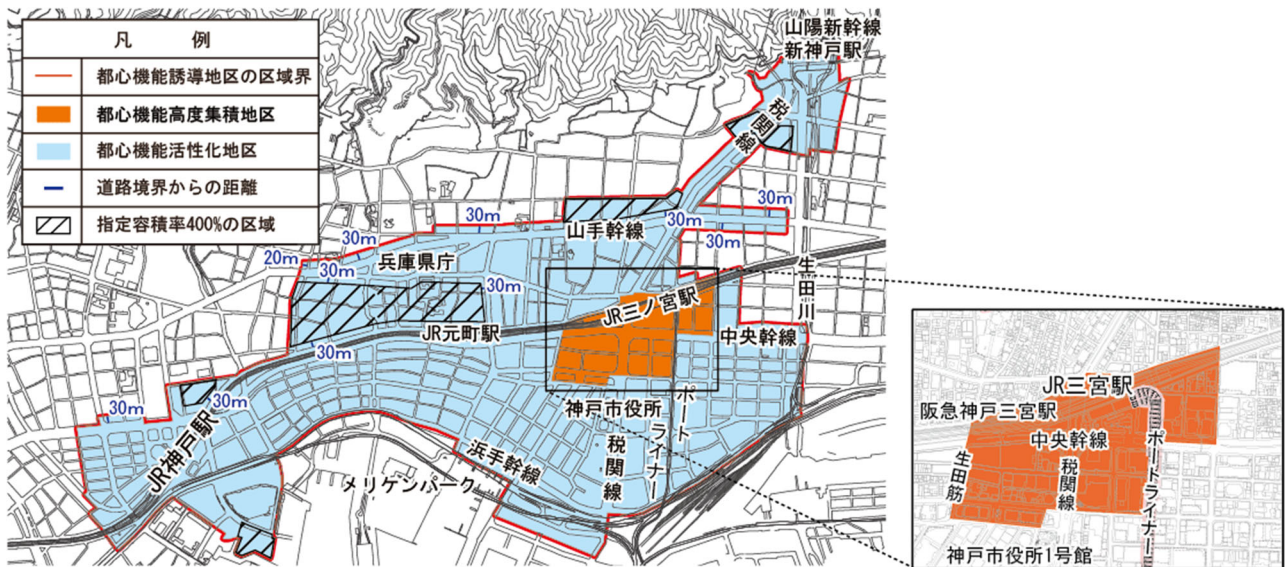 凡 例
都心機能誘導地区の区域界
都心機能高度集積地区
都心機能活性化地区
道路境界からの距離
指定容積率400%の区域
山陽新幹線
新神戸駅
税関線
30m
30m
30m
山手幹線
30m
30m
20m
兵庫県庁
30m
30m
生田川
JR三ノ宮駅
JR元町駅
中央幹線
30m
30m
30m
神戸市役所
ポートライナー
税関線
浜手幹線
JR神戸駅
メリケンパーク
JR三宮駅
阪急神戸三宮駅
中央幹線
生田筋
税関線
ポートライナー
神戸市役所1号館